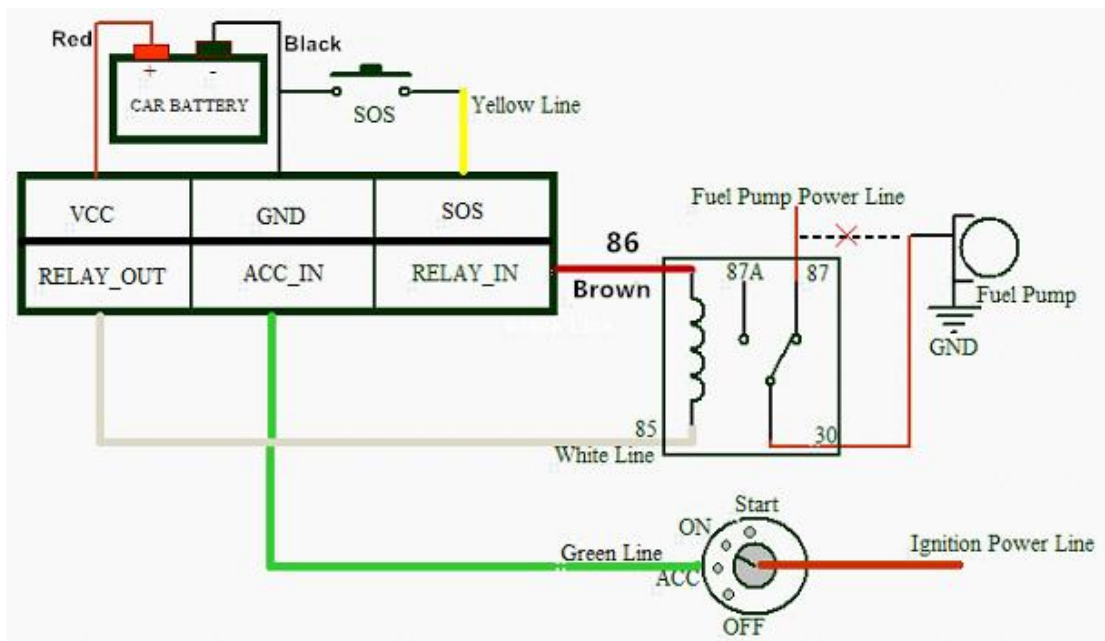 Red
Black
+
-
CAR BATTERY
SOS
Yellow Line
VCC
GND
SOS
RELAY_OUT
ACC_IN
RELAY_IN
86
Brown
Fuel Pump Power Line
87A
87
Fuel Pump
GND
85
White Line
30
Start
ON
Green Line
ACC
OFF
Ignition Power Line